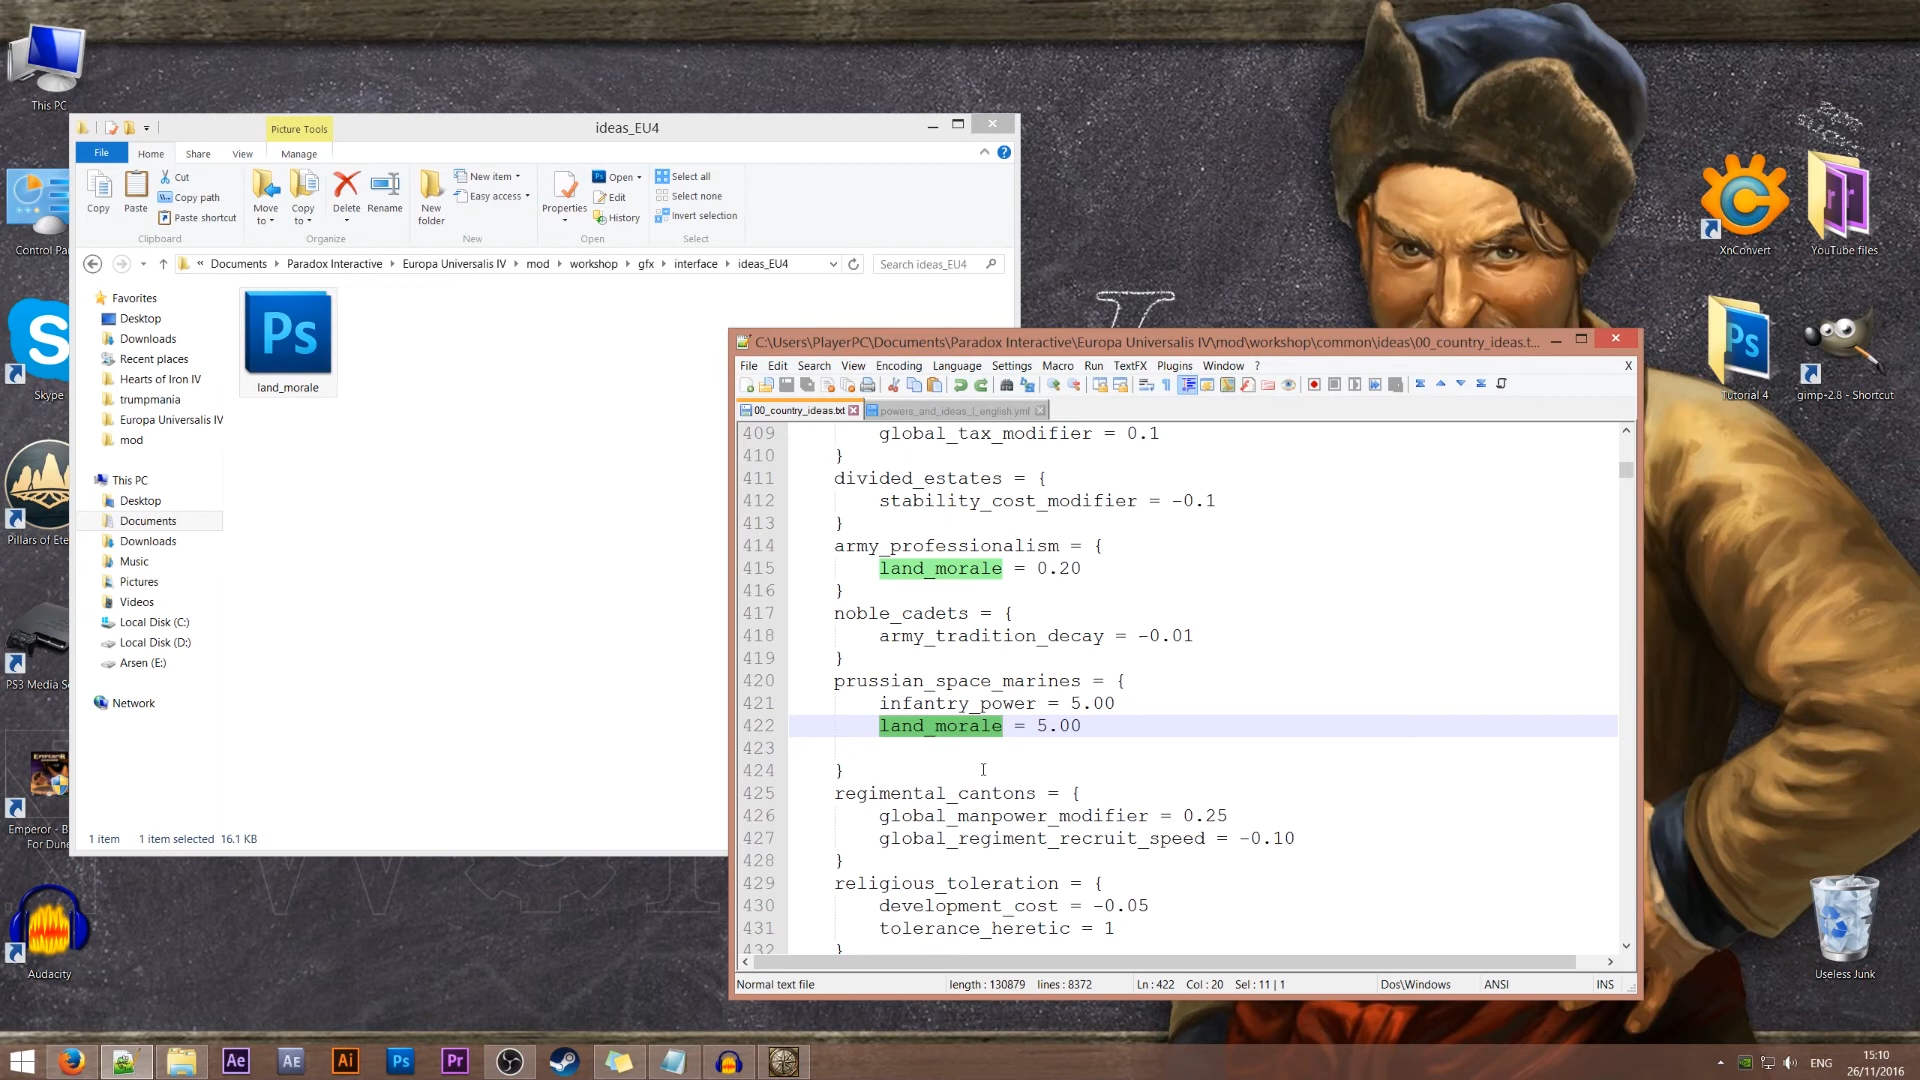 This PC
Control Pa
Skype
Pillars of Ete
PS3 Media S
Emperor - B
For Dune
Audacity
Picture Tools
ideas_EU4
File
Home
Share
View
Manage
Copy
Paste
Cut
Copy path
Paste shortcut
Clipboard
Move
to
Copy
to
Delete
Rename
Organize
New
folder
New item
Easy access
New
Properties
Open
Edit
History
Open
Select all
Select none
Invert selection
Select
« Documents Paradox Interactive Europa Universalis IV mod workshop gfx interface ideas_EU4
Search ideas_EU4
Favorites
Desktop
Downloads
Recent places
Hearts of Iron IV
trumpmania
Europa Universalis IV
mod
This PC
Desktop
Documents
Downloads
Music
Pictures
Videos
Local Disk (C:)
Local Disk (D:)
Arsen (E:)
Network
Ps
land_morale
1 item 1 item selected 16.1 KB
C:\Users\PlayerPC\Documents\Paradox Interactive\Europa Universalis IV\mod\workshop\common\ideas\00_country_ideas.t...
File Edit Search View Encoding Language Settings Macro Run TextFX Plugins Window ? X
00_country_ideas.txt powers_and_ideas_l_english.yml
409 global_tax_modifier = 0.1
410 }
411 divided_estates = {
412 stability_cost_modifier = -0.1
413 }
414 army_professionalism = {
415 land_morale = 0.20
416 }
417 noble_cadets = {
418 army_tradition_decay = -0.01
419 }
420 prussian_space_marines = {
421 infantry_power = 5.00
422 land_morale = 5.00
423
424 }
425 regimental_cantons = {
426 global_manpower_modifier = 0.25
427 global_regiment_recruit_speed = -0.10
428 }
429 religious_toleration = {
430 development_cost = -0.05
431 tolerance_heretic = 1
432 }
Normal text file length : 130879 lines : 8372 Ln : 422 Col : 20 Sel : 11 | 1 Dos\Windows ANSI INS
XnConvert
YouTube files
Ps
Tutorial 4
gimp-2.8 - Shortcut
Useless Junk
Ae
AE
Ai
Ps
Pr
ENG
15:10
26/11/2016